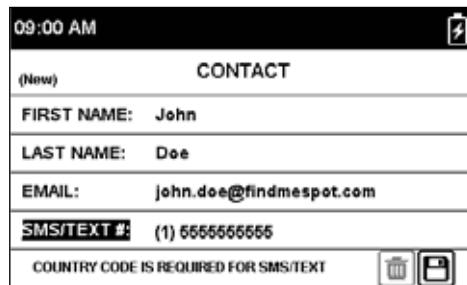 09:00 AM
(New) CONTACT
FIRST NAME: John
LAST NAME: Doe
EMAIL: john.doe@findmespot.com
SMS/TEXT #: (1) 5555555555
COUNTRY CODE IS REQUIRED FOR SMS/TEXT